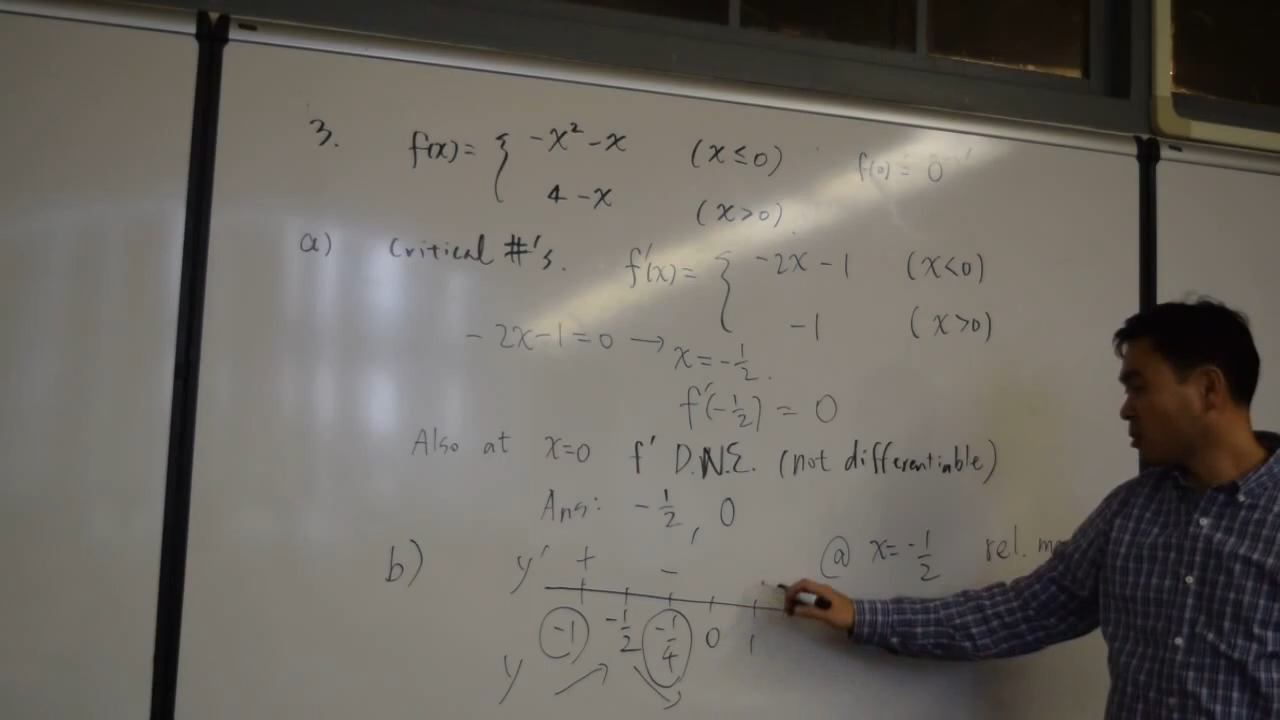 3. f(x) = { -x² - x (x ≤ 0) f(0) = 0
4 - x (x > 0)
a) Critical #'s. f'(x) = { -2x - 1 (x < 0)
-1 (x > 0)
-2x - 1 = 0 → x = -1/2.
f'(-1/2) = 0
Also at x=0 f' D.N.E. (not differentiable)
Ans: -1/2, 0
b) y' + - @ x = -1/2 rel.
-1 -1/2 -1/4 0 1
y ↗ ↘